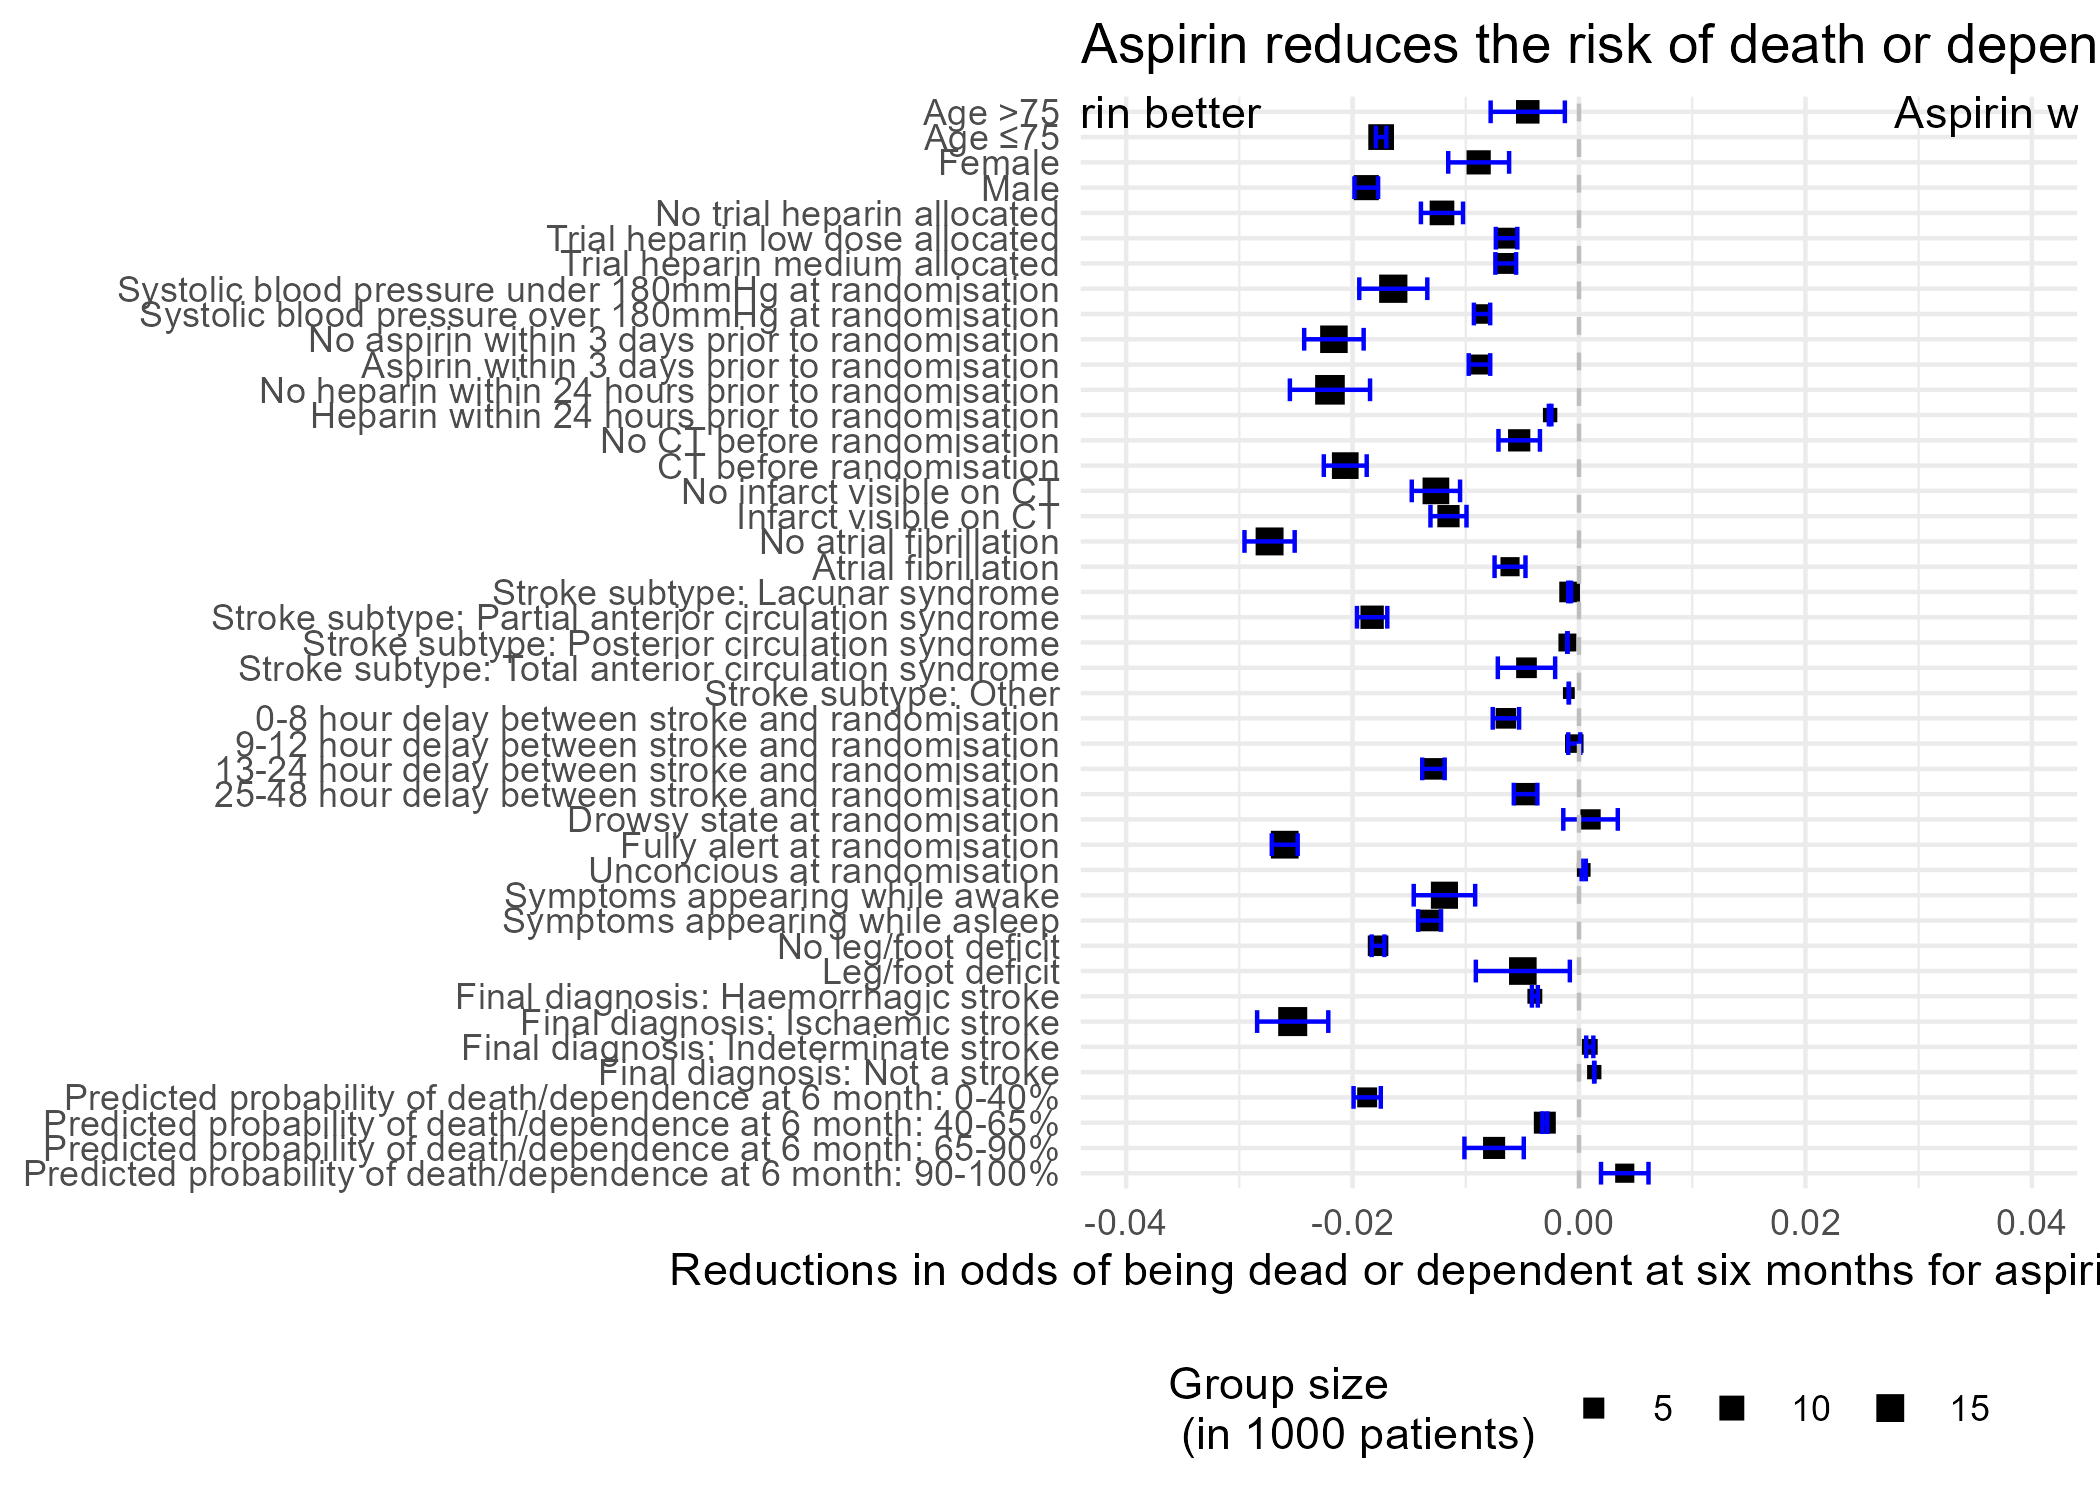 Aspirin reduces the risk of death or depen
rin better
Aspirin w
Age >75
Age ≤75
Female
Male
No trial heparin allocated
Trial heparin low dose allocated
Trial heparin medium allocated
Systolic blood pressure under 180mmHg at randomisation
Systolic blood pressure over 180mmHg at randomisation
No aspirin within 3 days prior to randomisation
Aspirin within 3 days prior to randomisation
No heparin within 24 hours prior to randomisation
Heparin within 24 hours prior to randomisation
No CT before randomisation
CT before randomisation
No infarct visible on CT
Infarct visible on CT
No atrial fibrillation
Atrial fibrillation
Stroke subtype: Lacunar syndrome
Stroke subtype: Partial anterior circulation syndrome
Stroke subtype: Posterior circulation syndrome
Stroke subtype: Total anterior circulation syndrome
Stroke subtype: Other
0-8 hour delay between stroke and randomisation
9-12 hour delay between stroke and randomisation
13-24 hour delay between stroke and randomisation
25-48 hour delay between stroke and randomisation
Drowsy state at randomisation
Fully alert at randomisation
Unconcious at randomisation
Symptoms appearing while awake
Symptoms appearing while asleep
No leg/foot deficit
Leg/foot deficit
Final diagnosis: Haemorrhagic stroke
Final diagnosis: Ischaemic stroke
Final diagnosis: Indeterminate stroke
Final diagnosis: Not a stroke
Predicted probability of death/dependence at 6 month: 0-40%
Predicted probability of death/dependence at 6 month: 40-65%
Predicted probability of death/dependence at 6 month: 65-90%
Predicted probability of death/dependence at 6 month: 90-100%
-0.04 -0.02 0.00 0.02 0.04
Reductions in odds of being dead or dependent at six months for aspiri
Group size
(in 1000 patients)
5 10 15